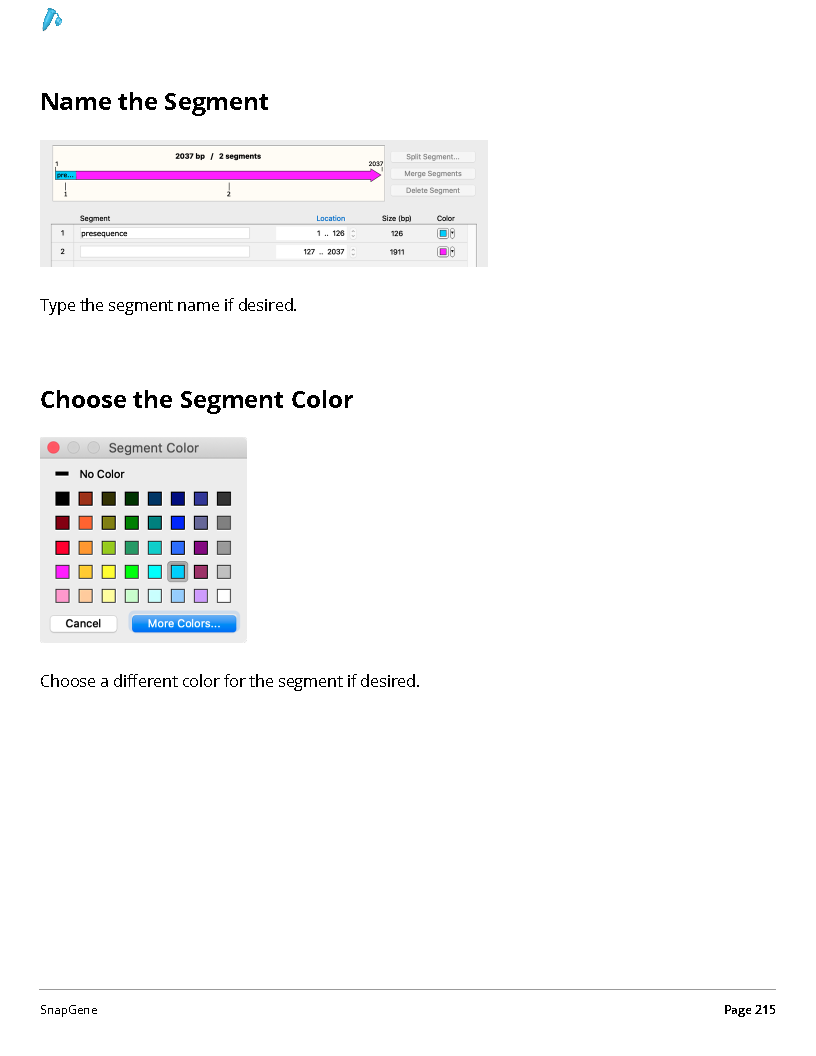 Name the Segment
2037 bp / 2 segments
1
2037
pre...
1
2
Split Segment...
Merge Segments
Delete Segment
Segment Location Size (bp) Color
1 presequence 1 .. 126 126
2 127 .. 2037 1911
Type the segment name if desired.
Choose the Segment Color
Segment Color
No Color
Cancel More Colors...
Choose a different color for the segment if desired.
SnapGene Page 215